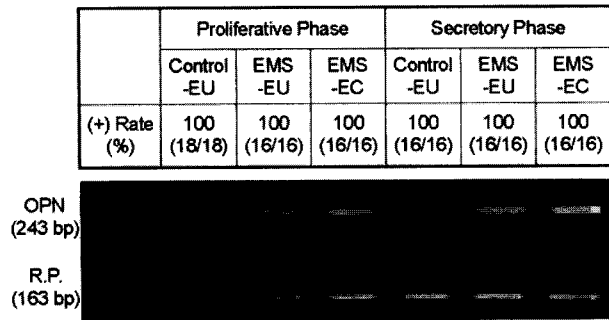 Proliferative Phase Secretory Phase
Control -EU EMS -EU EMS -EC Control -EU EMS -EU EMS -EC
(+) Rate (%) 100 (18/18) 100 (16/16) 100 (16/16) 100 (16/16) 100 (16/16) 100 (16/16)
OPN
(243 bp)
R.P.
(163 bp)